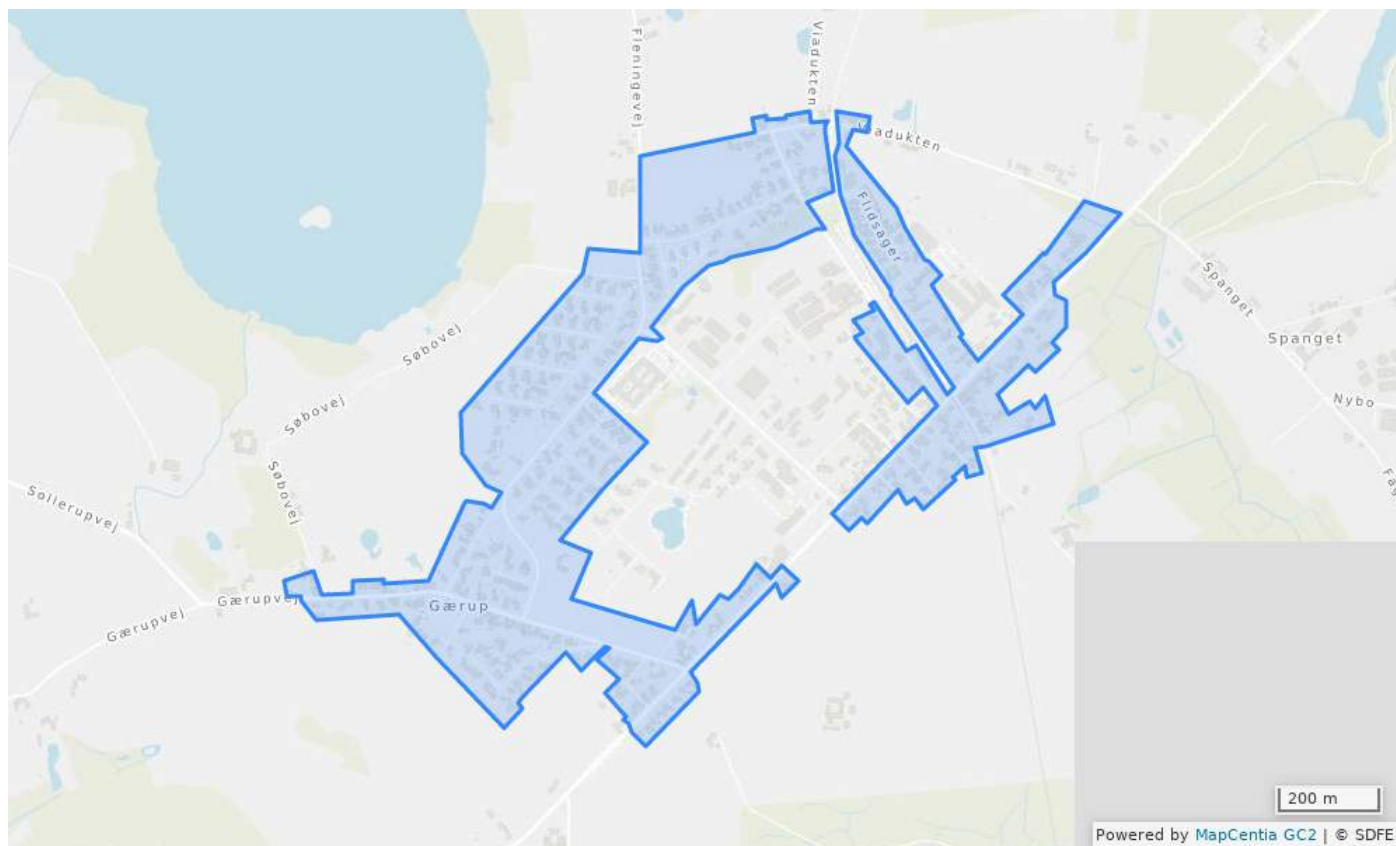 Viadukten
Fleningevej
Viadukten
Flidsager
Spanget
Spanget
Søbovej
Nybo
Søbovej
Søbovej
Sollerupvej
Gærupvej
Gærup
Gærupvej
200 m
Powered by MapCentia GC2 | © SDFE